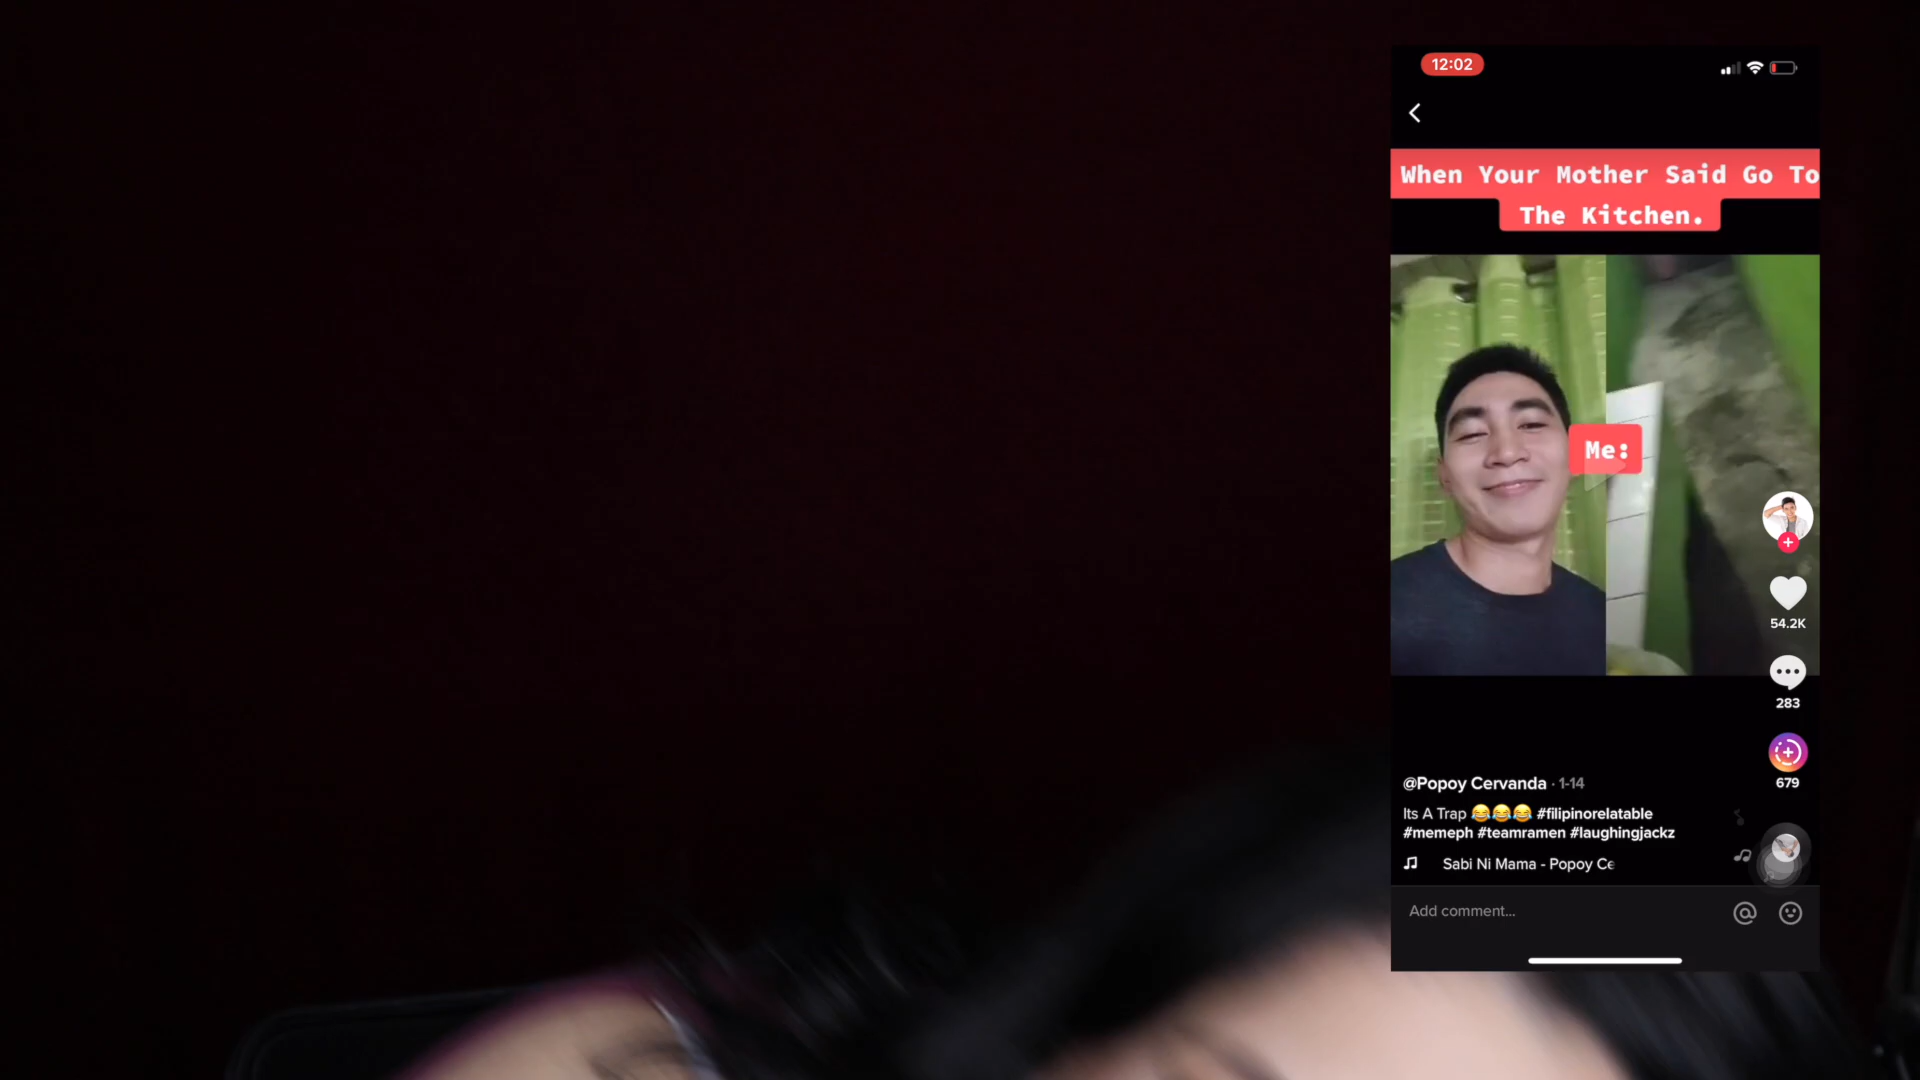 12:02
When Your Mother Said Go To
The Kitchen.
Me:
54.2K
283
679
@Popoy Cervanda · 1-14
Its A Trap 😂😂😂 #filipinorelatable
#memeph #teamramen #laughingjackz
Sabi Ni Mama - Popoy Ce
Add comment...